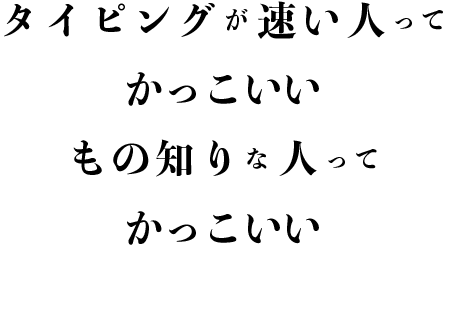 タイピングが速い人って
かっこいい
もの知りな人って
かっこいい